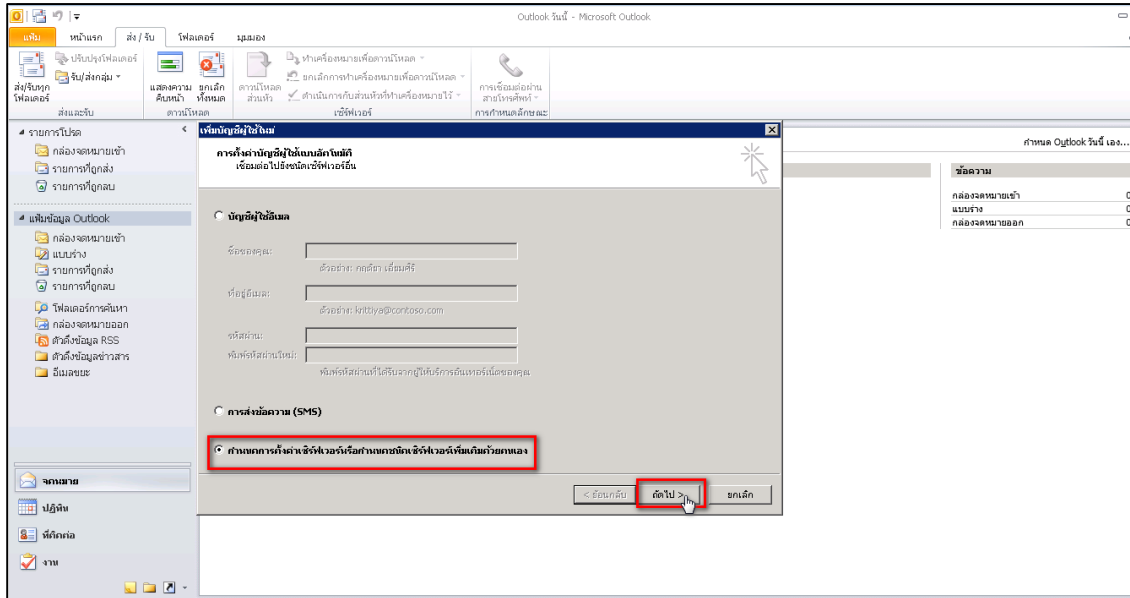 Outlook วันนี้ - Microsoft Outlook
แฟ้ม หน้าแรก ส่ง / รับ โฟลเดอร์ มุมมอง
ส่ง/รับทุกโฟลเดอร์
ปรับปรุงโฟลเดอร์
รับ/ส่งกลุ่ม
ส่งและรับ
แสดงความคืบหน้า
ยกเลิกทั้งหมด
ดาวน์โหลด
ดาวน์โหลดส่วนหัว
ทำเครื่องหมายเพื่อดาวน์โหลด
ยกเลิกการทำเครื่องหมายเพื่อดาวน์โหลด
ดำเนินการกับส่วนหัวที่ทำเครื่องหมายไว้
เซิร์ฟเวอร์
การเชื่อมต่อผ่านสายโทรศัพท์
การกำหนดลักษณะ
รายการโปรด
กล่องจดหมายเข้า
รายการที่ถูกส่ง
รายการที่ถูกลบ
แฟ้มข้อมูล Outlook
กล่องจดหมายเข้า
แบบร่าง
รายการที่ถูกส่ง
รายการที่ถูกลบ
โฟลเดอร์การค้นหา
กล่องจดหมายออก
ตัวดึงข้อมูล RSS
ตัวดึงข้อมูลข่าวสาร
อีเมลขยะ
จดหมาย
ปฏิทิน
ที่ติดต่อ
งาน
เพิ่มบัญชีผู้ใช้ใหม่
การตั้งค่าบัญชีผู้ใช้แบบอัตโนมัติ
เชื่อมต่อไปยังชนิดเซิร์ฟเวอร์อื่น
บัญชีผู้ใช้อีเมล
ชื่อของคุณ:
ตัวอย่าง: กฤติยา เอี่ยมศิริ
ที่อยู่อีเมล:
ตัวอย่าง: krittiya@contoso.com
รหัสผ่าน:
พิมพ์รหัสผ่านใหม่:
พิมพ์รหัสผ่านที่ได้รับจากผู้ให้บริการอินเทอร์เน็ตของคุณ
การส่งข้อความ (SMS)
กำหนดการตั้งค่าเซิร์ฟเวอร์หรือกำหนดชนิดเซิร์ฟเวอร์เพิ่มเติมด้วยตนเอง
< ย้อนกลับ ถัดไป > ยกเลิก
กำหนด Outlook วันนี้ เอง...
ข้อความ
กล่องจดหมายเข้า 0
แบบร่าง 0
กล่องจดหมายออก 0